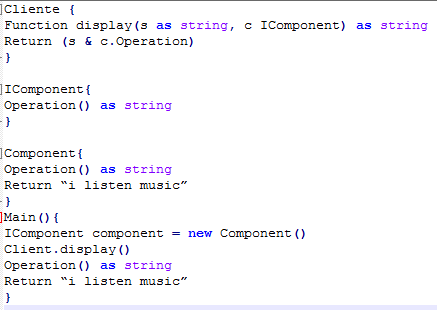 Cliente {
Function display(s as string, c IComponent) as string
Return (s & c.Operation)
}
IComponent{
Operation() as string
}
Component{
Operation() as string
Return “i listen music”
}
Main(){
IComponent component = new Component()
Client.display()
Operation() as string
Return “i listen music”
}